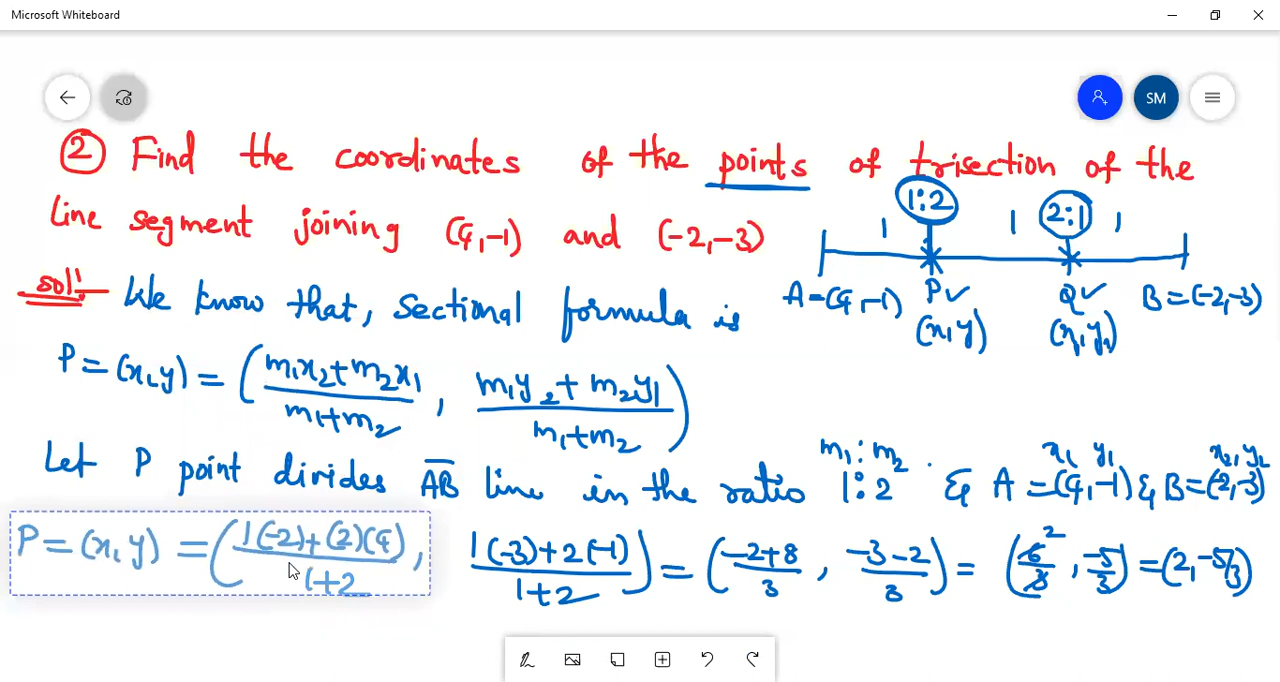 Microsoft Whiteboard
SM
② Find the coordinates of the points of trisection of the
line segment joining (4,-1) and (-2,-3)
1 1:2 1 2:1 1
A=(4,-1) P✓ (x,y) Q✓ B=(-2,-3)
sol: We know that, sectional formula is
P=(x,y)=((m1x2+m2x1)/(m1+m2), (m1y2+m2y1)/(m1+m2))
Let P point divides AB line in the ratio 1:2 & A=(4,-1) & B=(-2,-3)
m1:m2 x1 y1 x2,y2
P=(x,y)=((1(-2)+(2)(4))/(1+2), (1(-3)+2(-1))/(1+2))=((-2+8)/3, (-3-2)/3)=(6/3 2, -5/3)=(2,-5/3)